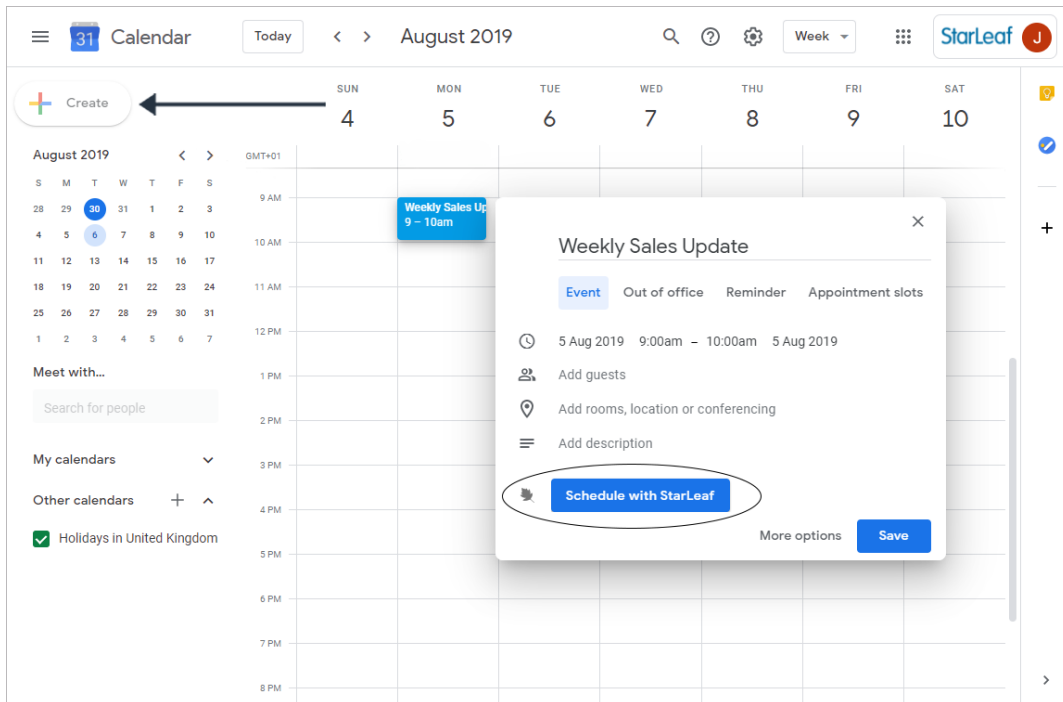 31 Calendar Today < > August 2019 Week StarLeaf J
Create
SUN MON TUE WED THU FRI SAT
4 5 6 7 8 9 10
August 2019 < >
GMT+01
S M T W T F S
28 29 30 31 1 2 3
4 5 6 7 8 9 10
11 12 13 14 15 16 17
18 19 20 21 22 23 24
25 26 27 28 29 30 31
1 2 3 4 5 6 7
Meet with...
Search for people
My calendars
Other calendars +
Holidays in United Kingdom
9 AM
10 AM
11 AM
12 PM
1 PM
2 PM
3 PM
4 PM
5 PM
6 PM
7 PM
8 PM
Weekly Sales Up
9 – 10am
Weekly Sales Update
Event Out of office Reminder Appointment slots
5 Aug 2019 9:00am – 10:00am 5 Aug 2019
Add guests
Add rooms, location or conferencing
Add description
Schedule with StarLeaf
More options Save